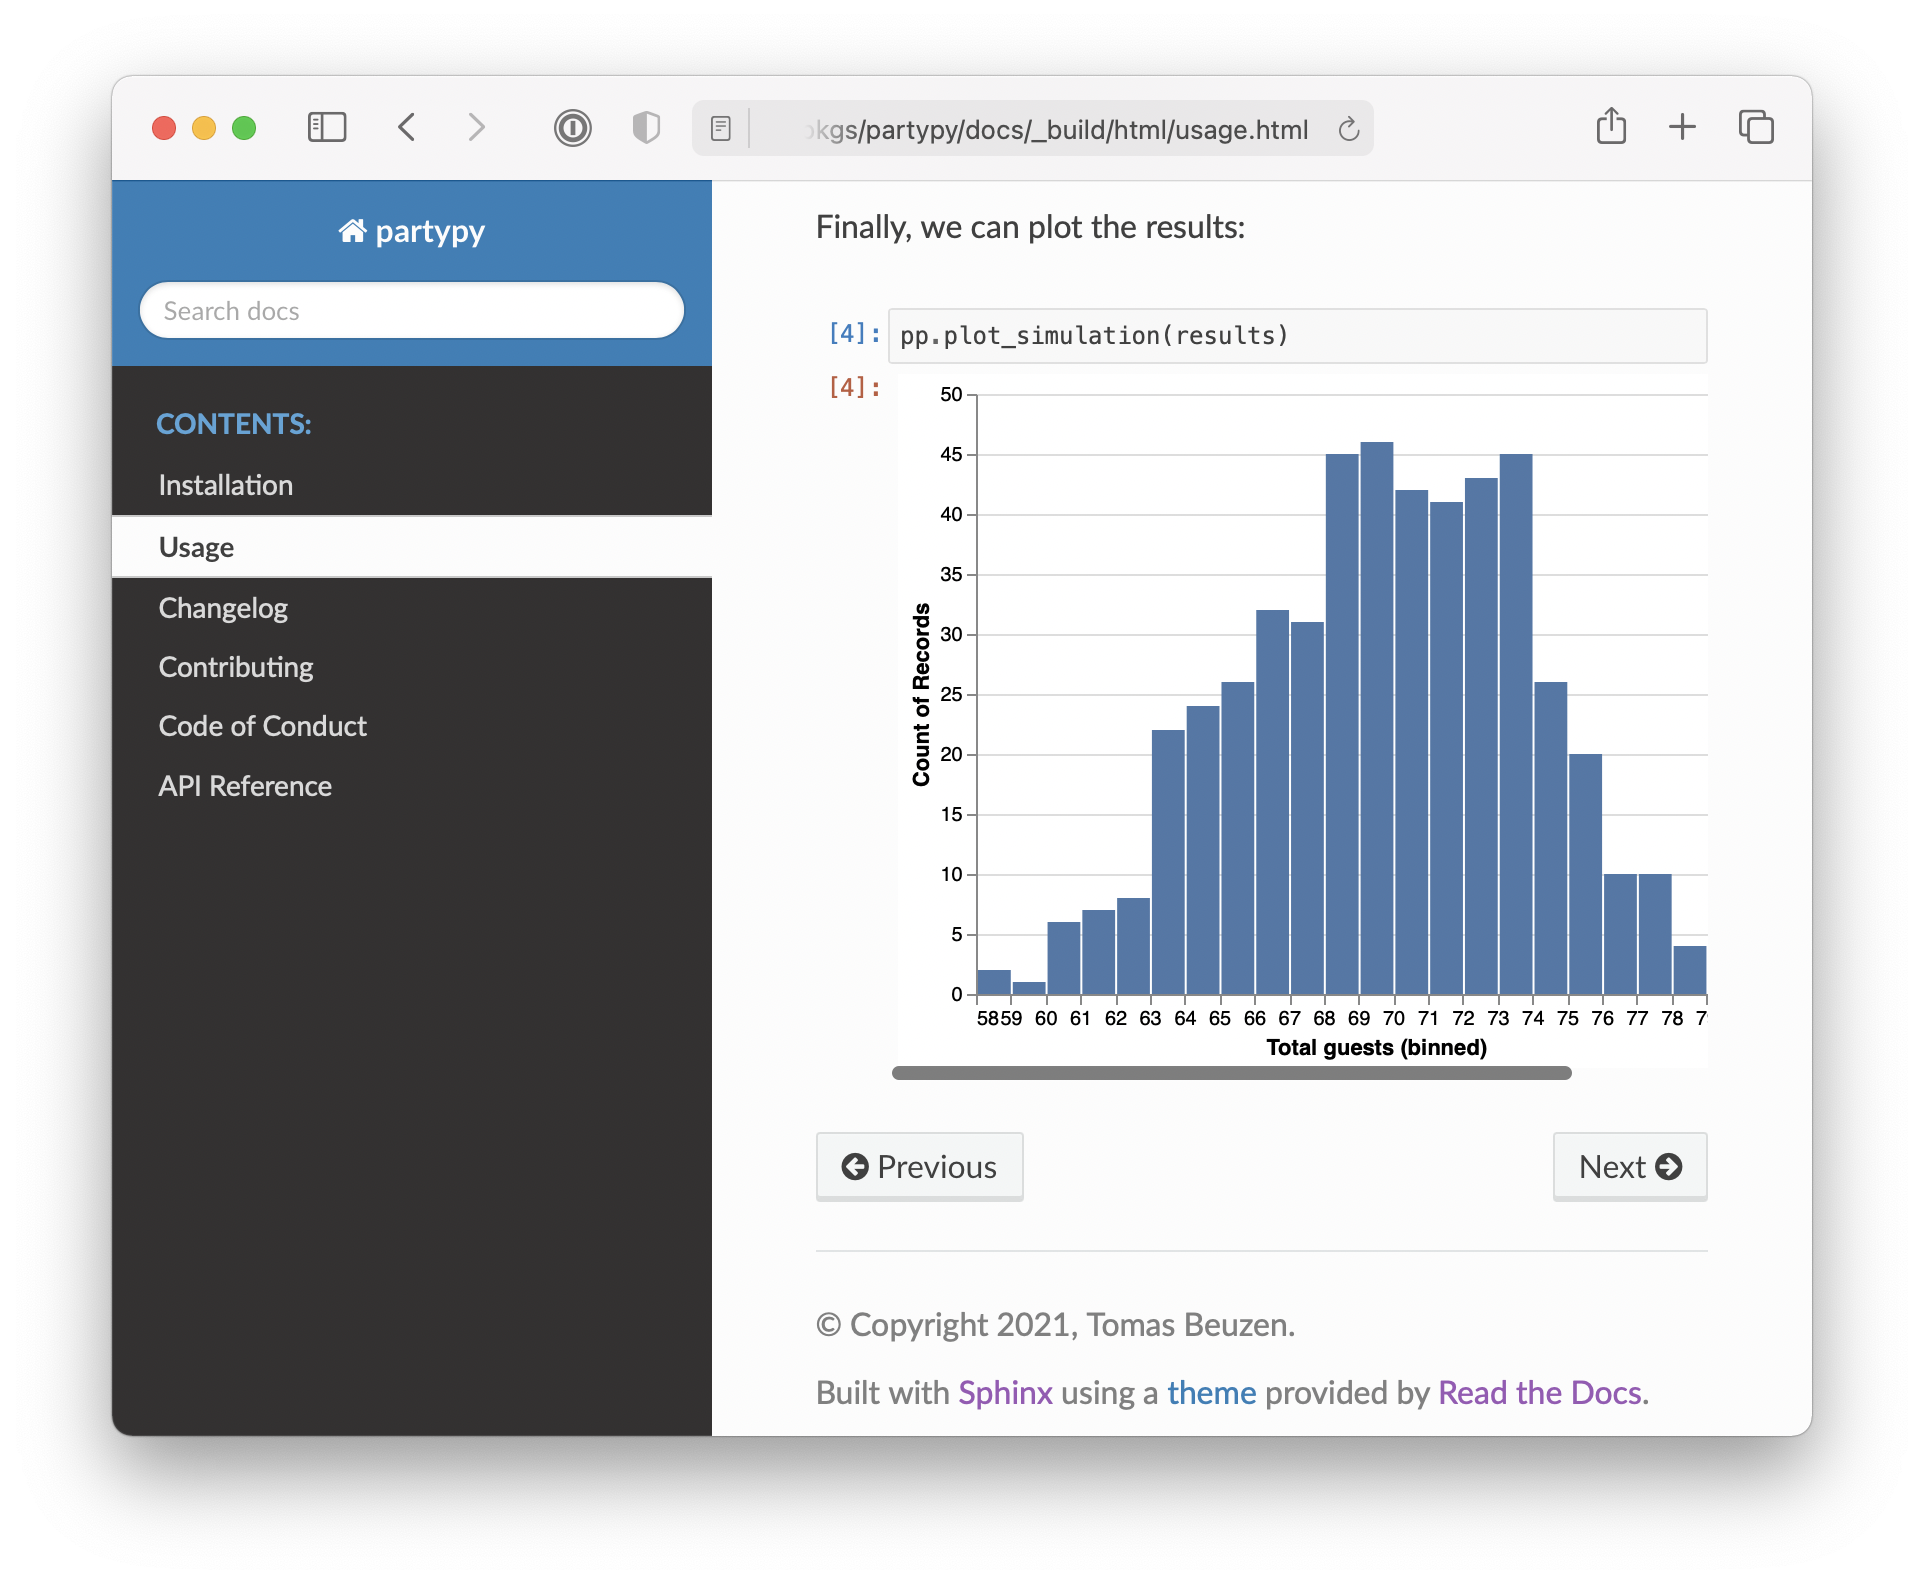 kgs/partypy/docs/_build/html/usage.html
partypy
Search docs
CONTENTS:
Installation
Usage
Changelog
Contributing
Code of Conduct
API Reference
Finally, we can plot the results:
[4]: pp.plot_simulation(results)
[4]:
50
45
40
35
30
25
20
15
10
5
0
Count of Records
58 59 60 61 62 63 64 65 66 67 68 69 70 71 72 73 74 75 76 77 78
Total guests (binned)
Previous
Next
© Copyright 2021, Tomas Beuzen.
Built with Sphinx using a theme provided by Read the Docs.